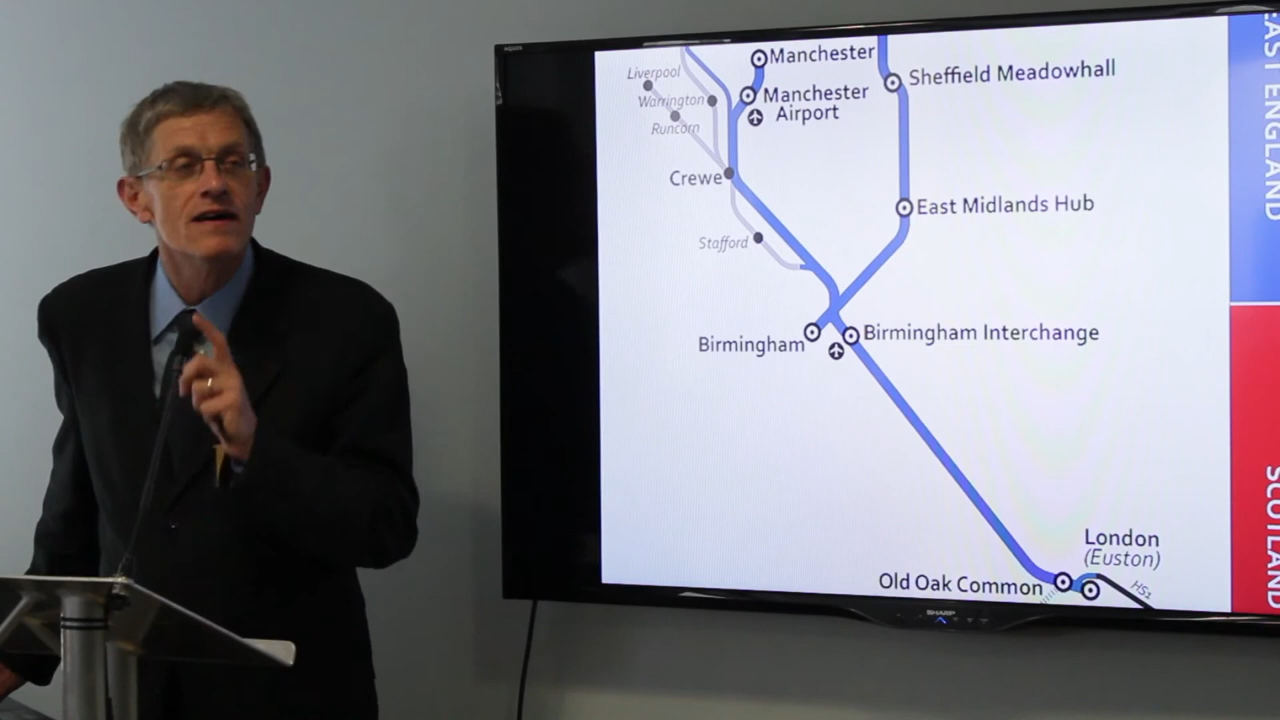 AQUOS
Manchester
Liverpool
Sheffield Meadowhall
Manchester
Airport
Warrington
Runcorn
Crewe
East Midlands Hub
Stafford
Birmingham Interchange
Birmingham
London
(Euston)
Old Oak Common
HS1
SHARP
EAST ENGLAND
SCOTLAND